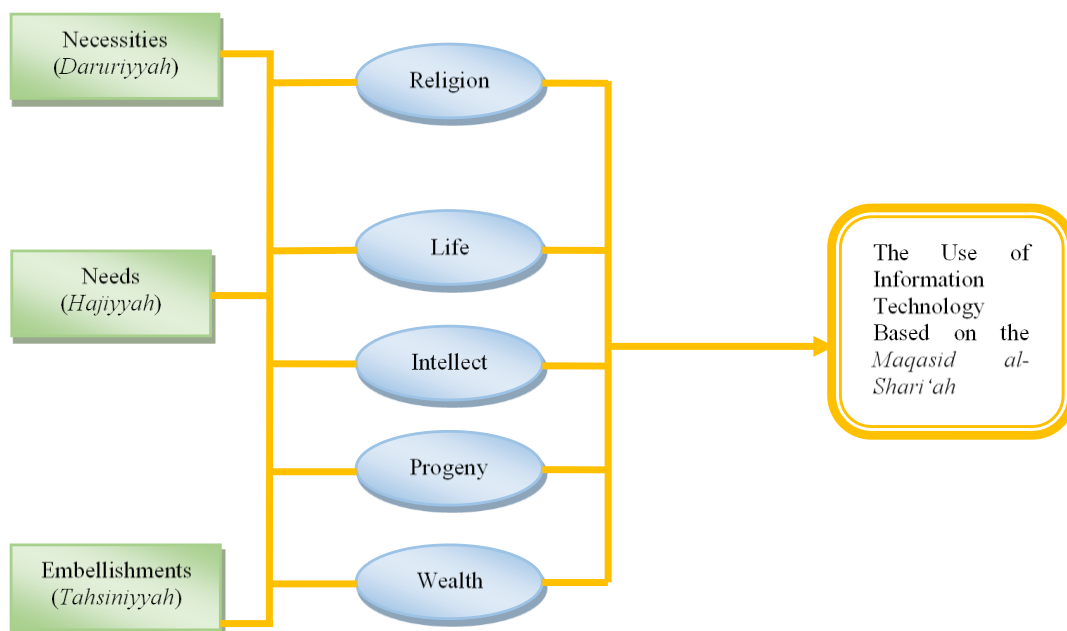 Necessities
(Daruriyyah)
Religion
Life
Needs
(Hajiyyah)
Intellect
Progeny
Embellishments
(Tahsiniyyah)
Wealth
The Use of
Information
Technology
Based on the
Maqasid al-
Shari‘ah